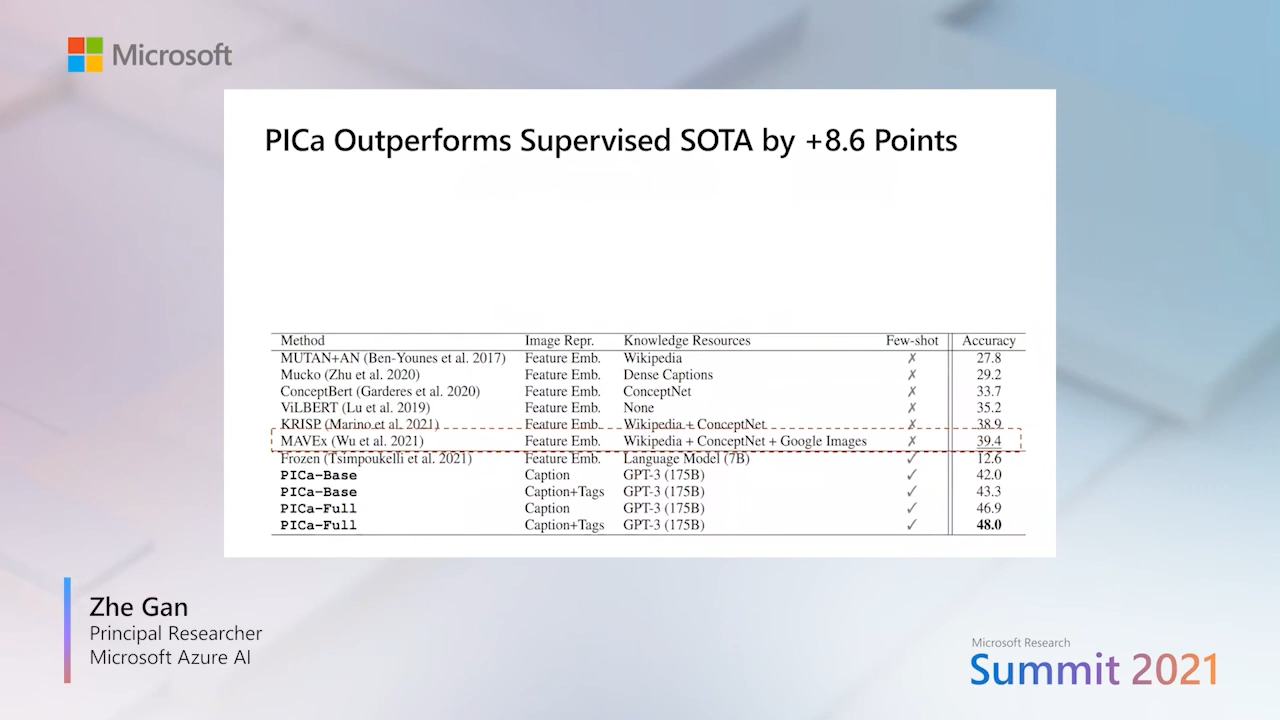 Microsoft
PICa Outperforms Supervised SOTA by +8.6 Points
Method Image Repr. Knowledge Resources Few-shot Accuracy
MUTAN+AN (Ben-Younes et al. 2017) Feature Emb. Wikipedia ✗ 27.8
Mucko (Zhu et al. 2020) Feature Emb. Dense Captions ✗ 29.2
ConceptBert (Garderes et al. 2020) Feature Emb. ConceptNet ✗ 33.7
ViLBERT (Lu et al. 2019) Feature Emb. None ✗ 35.2
KRISP (Marino et al. 2021) Feature Emb. Wikipedia + ConceptNet ✗ 38.9
MAVEx (Wu et al. 2021) Feature Emb. Wikipedia + ConceptNet + Google Images ✗ 39.4
Frozen (Tsimpoukelli et al. 2021) Feature Emb. Language Model (7B) ✓ 12.6
PICa-Base Caption GPT-3 (175B) ✓ 42.0
PICa-Base Caption+Tags GPT-3 (175B) ✓ 43.3
PICa-Full Caption GPT-3 (175B) ✓ 46.9
PICa-Full Caption+Tags GPT-3 (175B) ✓ 48.0
Zhe Gan
Principal Researcher
Microsoft Azure AI
Microsoft Research
Summit 2021